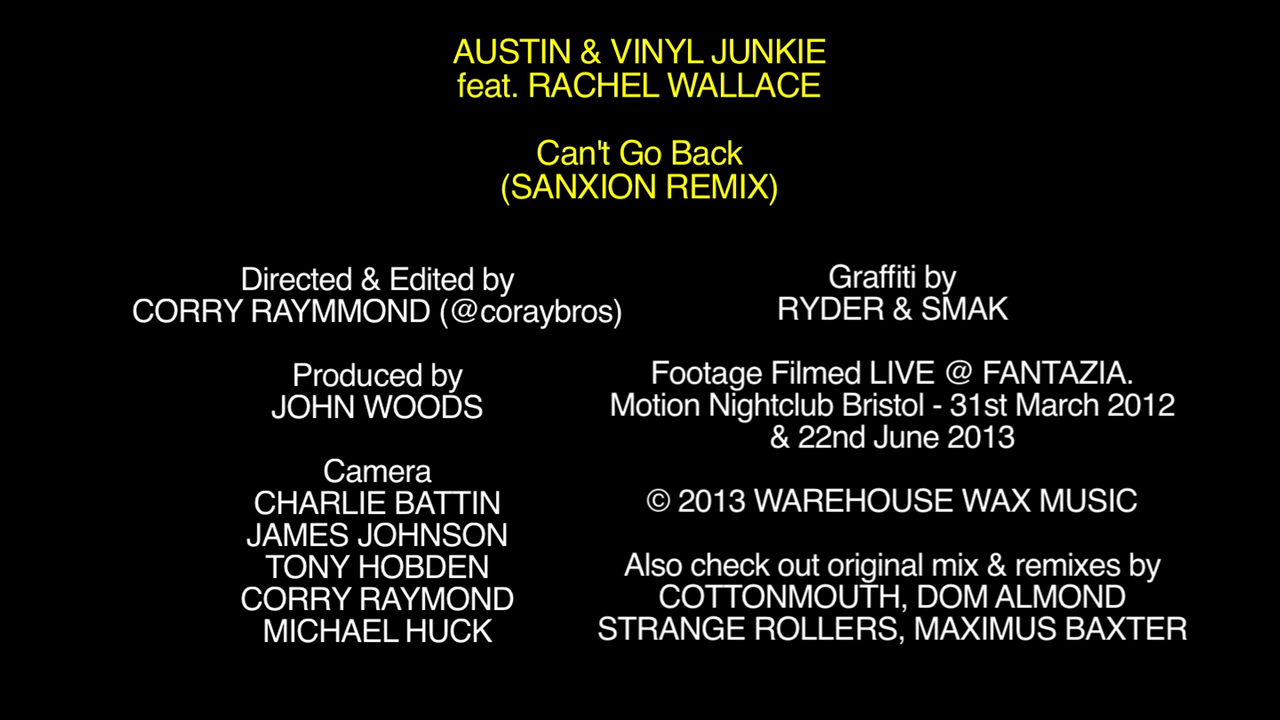 AUSTIN & VINYL JUNKIE
feat. RACHEL WALLACE
Can't Go Back
(SANXION REMIX)
Directed & Edited by
CORRY RAYMMOND (@coraybros)
Produced by
JOHN WOODS
Camera
CHARLIE BATTIN
JAMES JOHNSON
TONY HOBDEN
CORRY RAYMOND
MICHAEL HUCK
Graffiti by
RYDER & SMAK
Footage Filmed LIVE @ FANTAZIA.
Motion Nightclub Bristol - 31st March 2012
& 22nd June 2013
© 2013 WAREHOUSE WAX MUSIC
Also check out original mix & remixes by
COTTONMOUTH, DOM ALMOND
STRANGE ROLLERS, MAXIMUS BAXTER